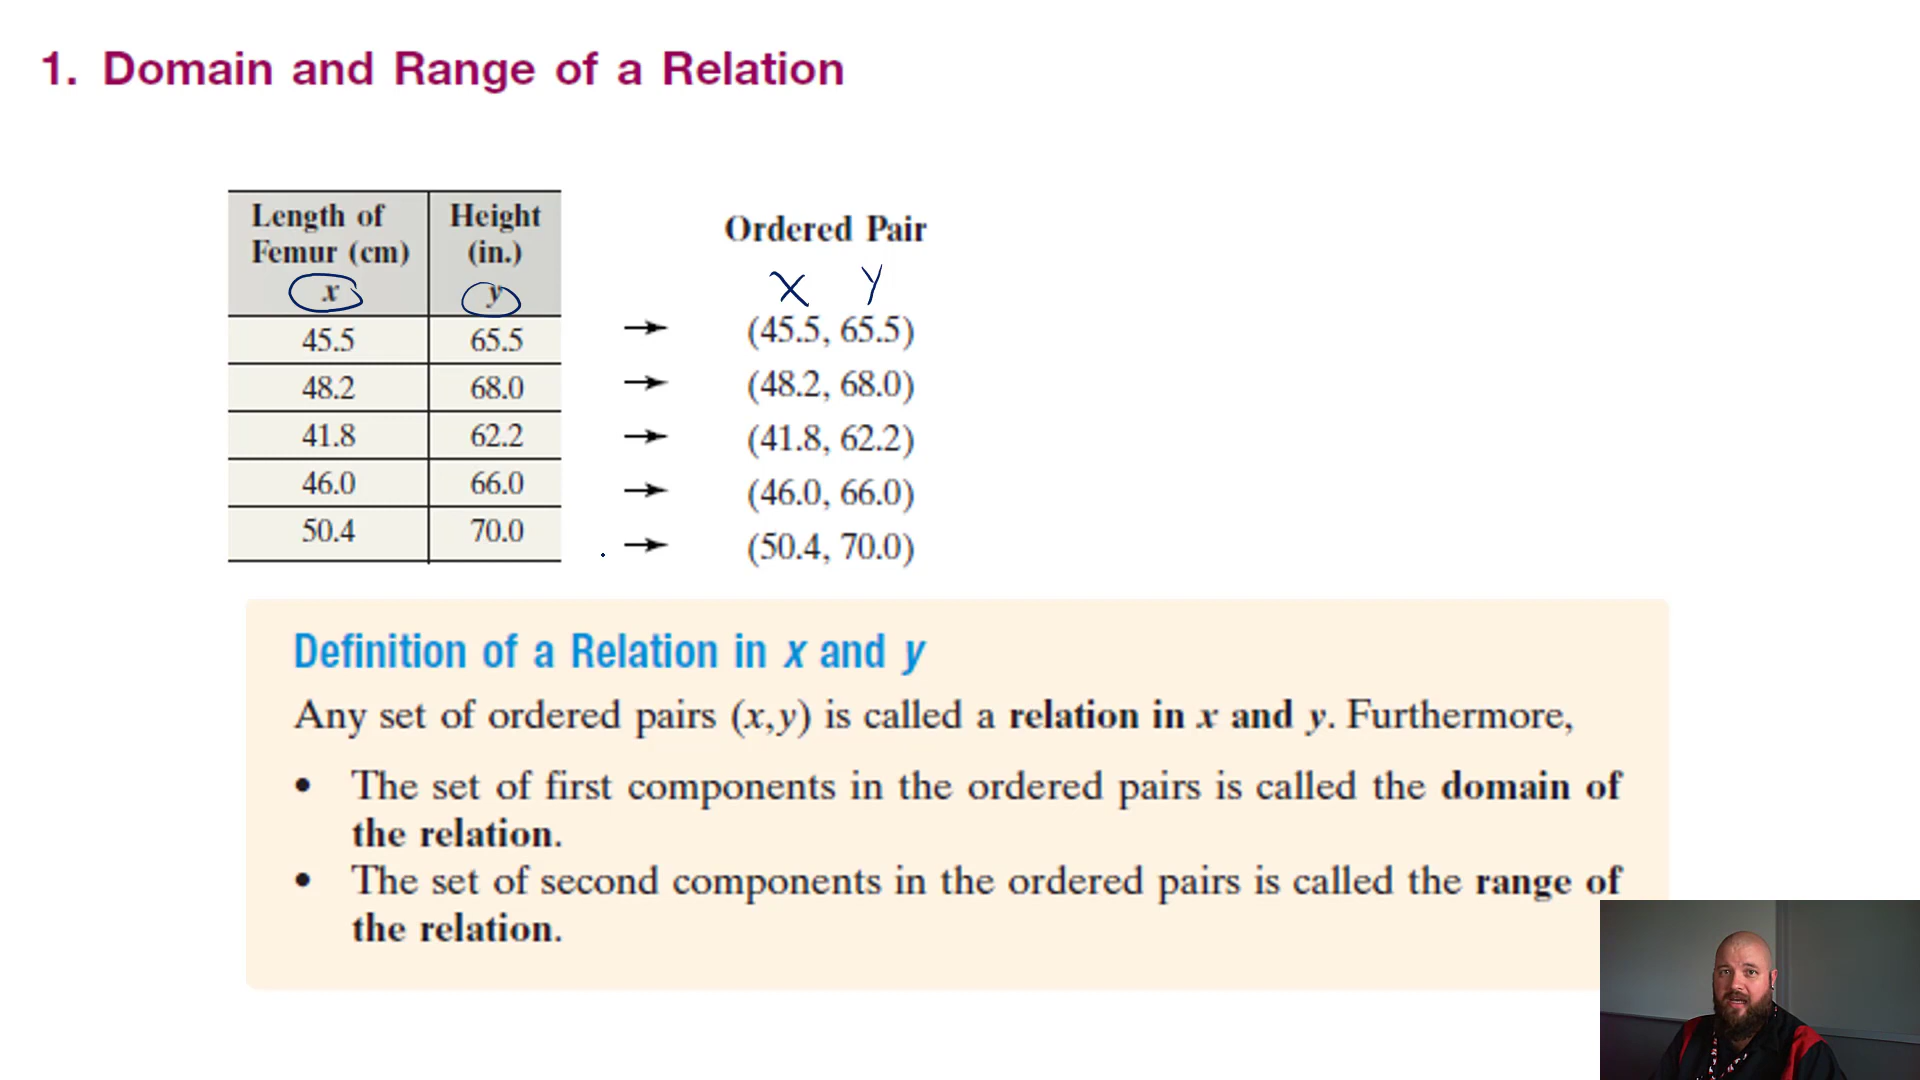 1. Domain and Range of a Relation
Length of Femur (cm) x | Height (in.) y
45.5 | 65.5
48.2 | 68.0
41.8 | 62.2
46.0 | 66.0
50.4 | 70.0
Ordered Pair
X Y
→ (45.5, 65.5)
→ (48.2, 68.0)
→ (41.8, 62.2)
→ (46.0, 66.0)
→ (50.4, 70.0)
Definition of a Relation in x and y
Any set of ordered pairs (x,y) is called a relation in x and y. Furthermore,
• The set of first components in the ordered pairs is called the domain of
the relation.
• The set of second components in the ordered pairs is called the range of
the relation.